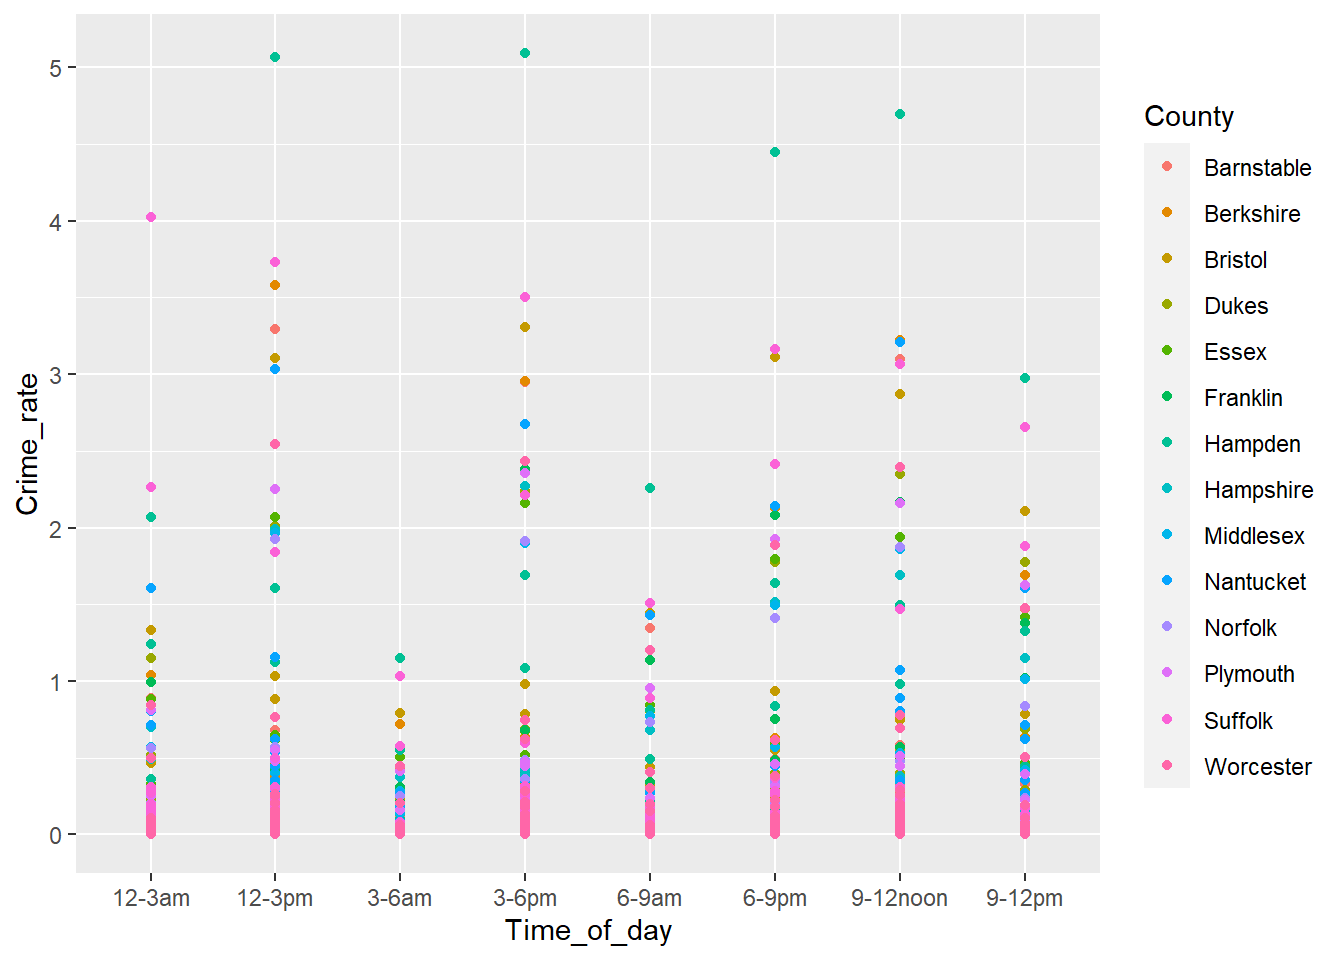 5
4
3
2
1
0
Crime_rate
12-3am 12-3pm 3-6am 3-6pm 6-9am 6-9pm 9-12noon 9-12pm
Time_of_day
County
Barnstable
Berkshire
Bristol
Dukes
Essex
Franklin
Hampden
Hampshire
Middlesex
Nantucket
Norfolk
Plymouth
Suffolk
Worcester